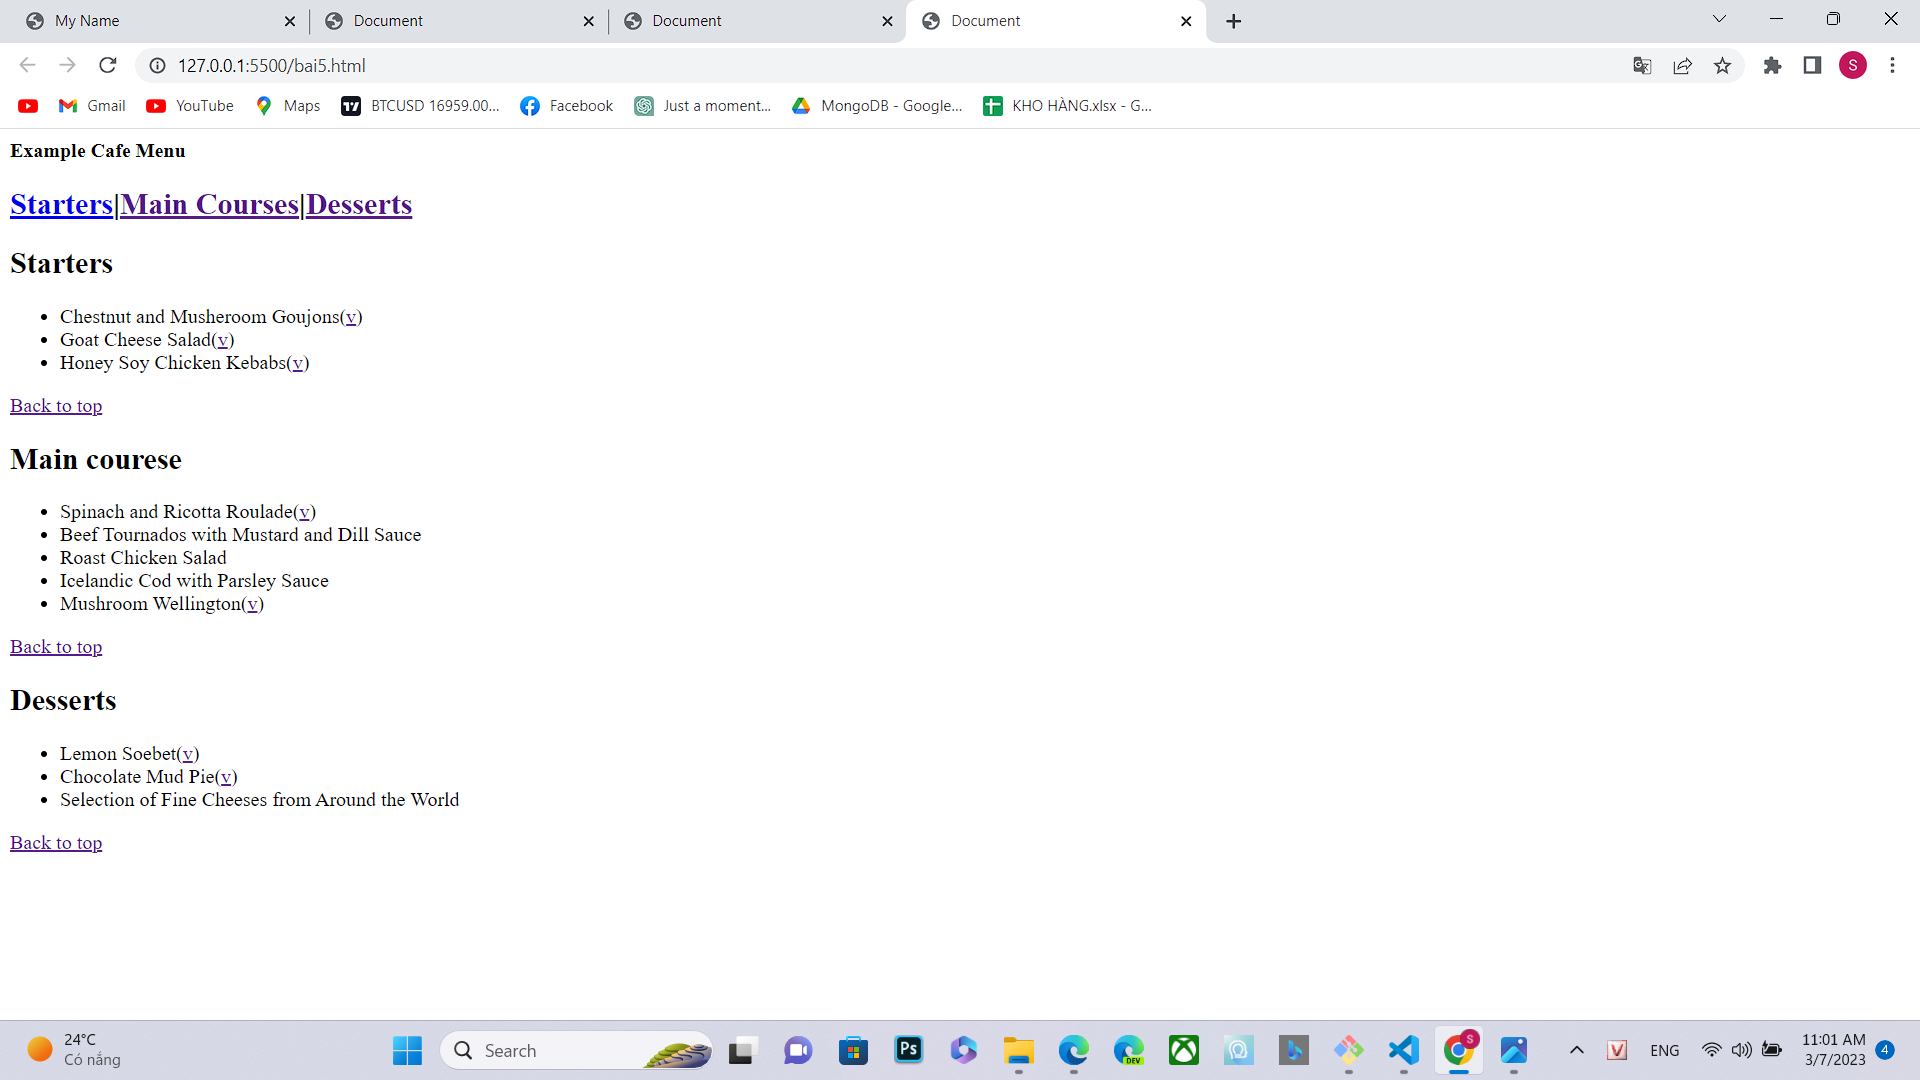 My Name
Document
Document
Document
127.0.0.1:5500/bai5.html
S
Gmail
YouTube
Maps
BTCUSD 16959.00...
Facebook
Just a moment...
MongoDB - Google...
KHO HÀNG.xlsx - G...
Example Cafe Menu
Starters|Main Courses|Desserts
Starters
Chestnut and Musheroom Goujons(v)
Goat Cheese Salad(v)
Honey Soy Chicken Kebabs(v)
Back to top
Main courese
Spinach and Ricotta Roulade(v)
Beef Tournados with Mustard and Dill Sauce
Roast Chicken Salad
Icelandic Cod with Parsley Sauce
Mushroom Wellington(v)
Back to top
Desserts
Lemon Soebet(v)
Chocolate Mud Pie(v)
Selection of Fine Cheeses from Around the World
Back to top
24°C
Có nắng
Search
Ps
DEV
S
V
ENG
11:01 AM
3/7/2023
4